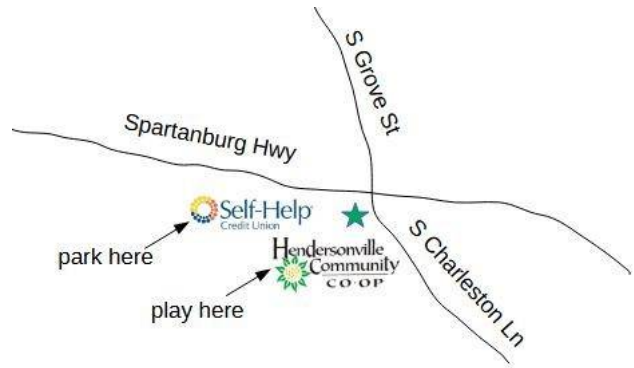 S Grove St
Spartanburg Hwy
Self-Help
Credit Union
park here
S Charleston Ln
Hendersonville
Community
CO·OP
play here